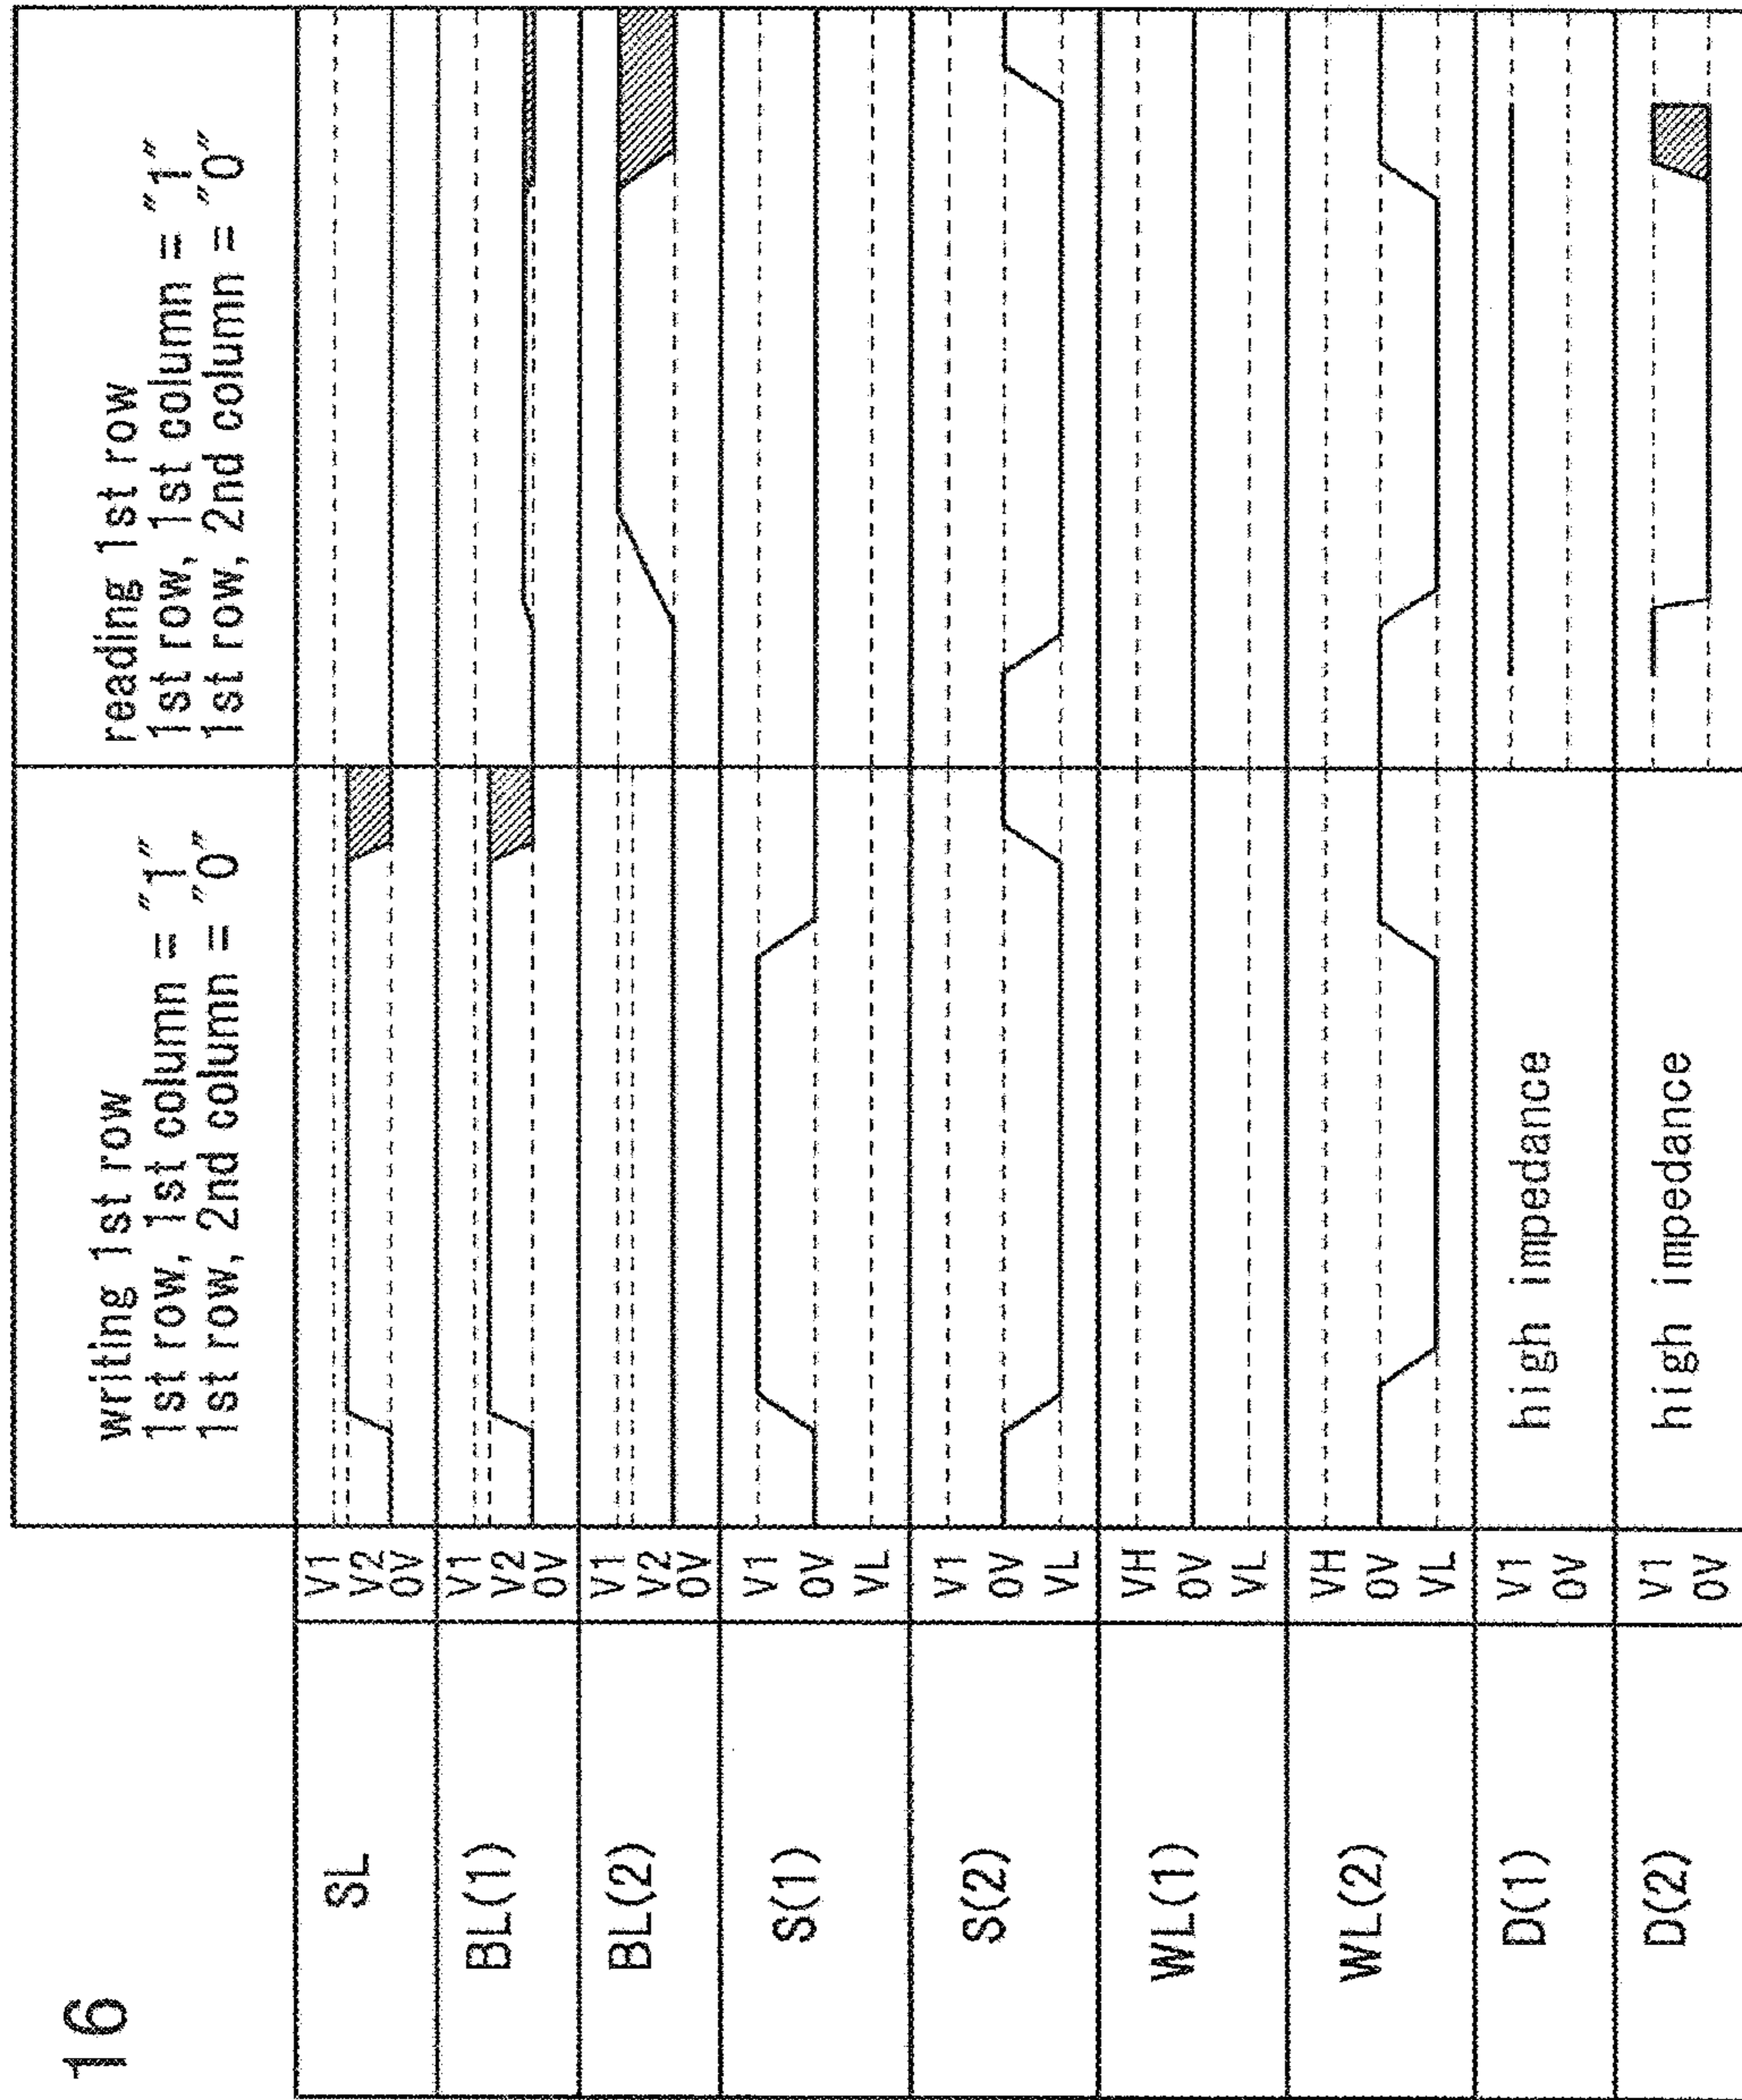 16
writing 1st row
1st row, 1st column = "1"
1st row, 2nd column = "0"
reading 1st row
1st row, 1st column = "1"
1st row, 2nd column = "0"
SL
V1
V2
0V
BL(1)
V1
V2
0V
BL(2)
V1
V2
0V
S(1)
V1
0V
VL
S(2)
V1
0V
VL
WL(1)
VH
0V
VL
WL(2)
VH
0V
VL
D(1)
V1
0V
high impedance
D(2)
V1
0V
high impedance